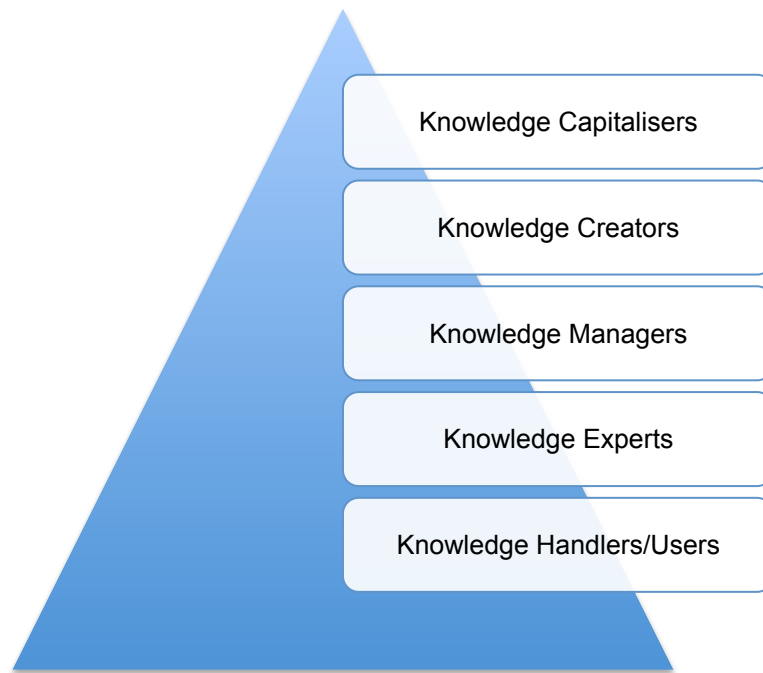 Knowledge Capitalisers
Knowledge Creators
Knowledge Managers
Knowledge Experts
Knowledge Handlers/Users